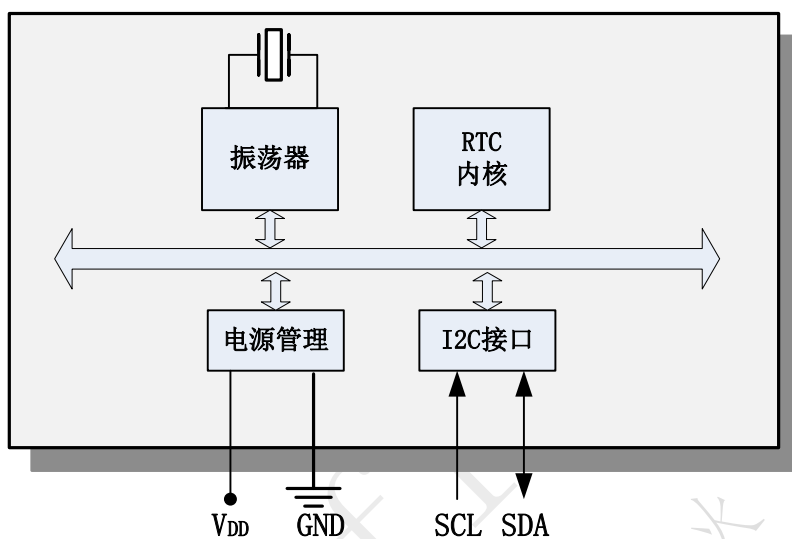 振荡器
RTC
内核
电源管理
I2C接口
VDD
GND
SCL
SDA